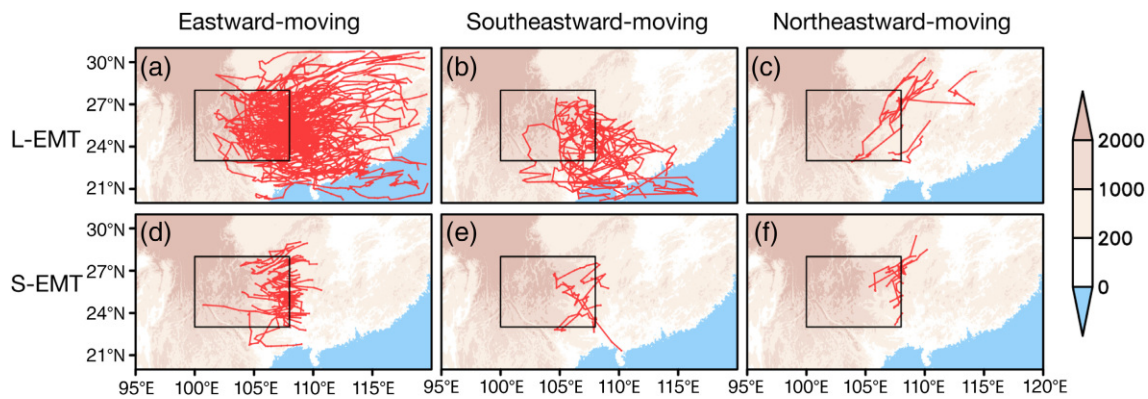 Eastward-moving Southeastward-moving Northeastward-moving
L-EMT
30°N
27°N
24°N
21°N
(a)
(b)
(c)
S-EMT
30°N
27°N
24°N
21°N
(d)
(e)
(f)
95°E 100°E 105°E 110°E 115°E 95°E 100°E 105°E 110°E 115°E 95°E 100°E 105°E 110°E 115°E 120°E
2000
1000
200
0